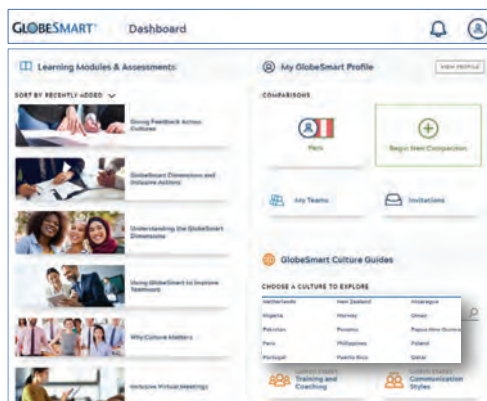 GLOBESMART®
Dashboard
Learning Modules & Assessments
SORT BY RECENTLY ADDED
Giving Feedback Across
Cultures
GlobeSmart Dimensions and
Inclusive Actions
Understanding the GlobeSmart
Dimensions
Using GlobeSmart to Improve
Teamwork
Why Culture Matters
Inclusive Virtual Meetings
My GlobeSmart Profile
VIEW PROFILE
COMPARISONS
Peru
Begin New Comparison
My Teams
Invitations
GlobeSmart Culture Guides
CHOOSE A CULTURE TO EXPLORE
Netherlands New Zealand Nicaragua
Nigeria Norway Oman
Pakistan Panama Papua New Guinea
Peru Philippines Poland
Portugal Puerto Rico Qatar
United States United States
Training and Communication
Coaching Styles